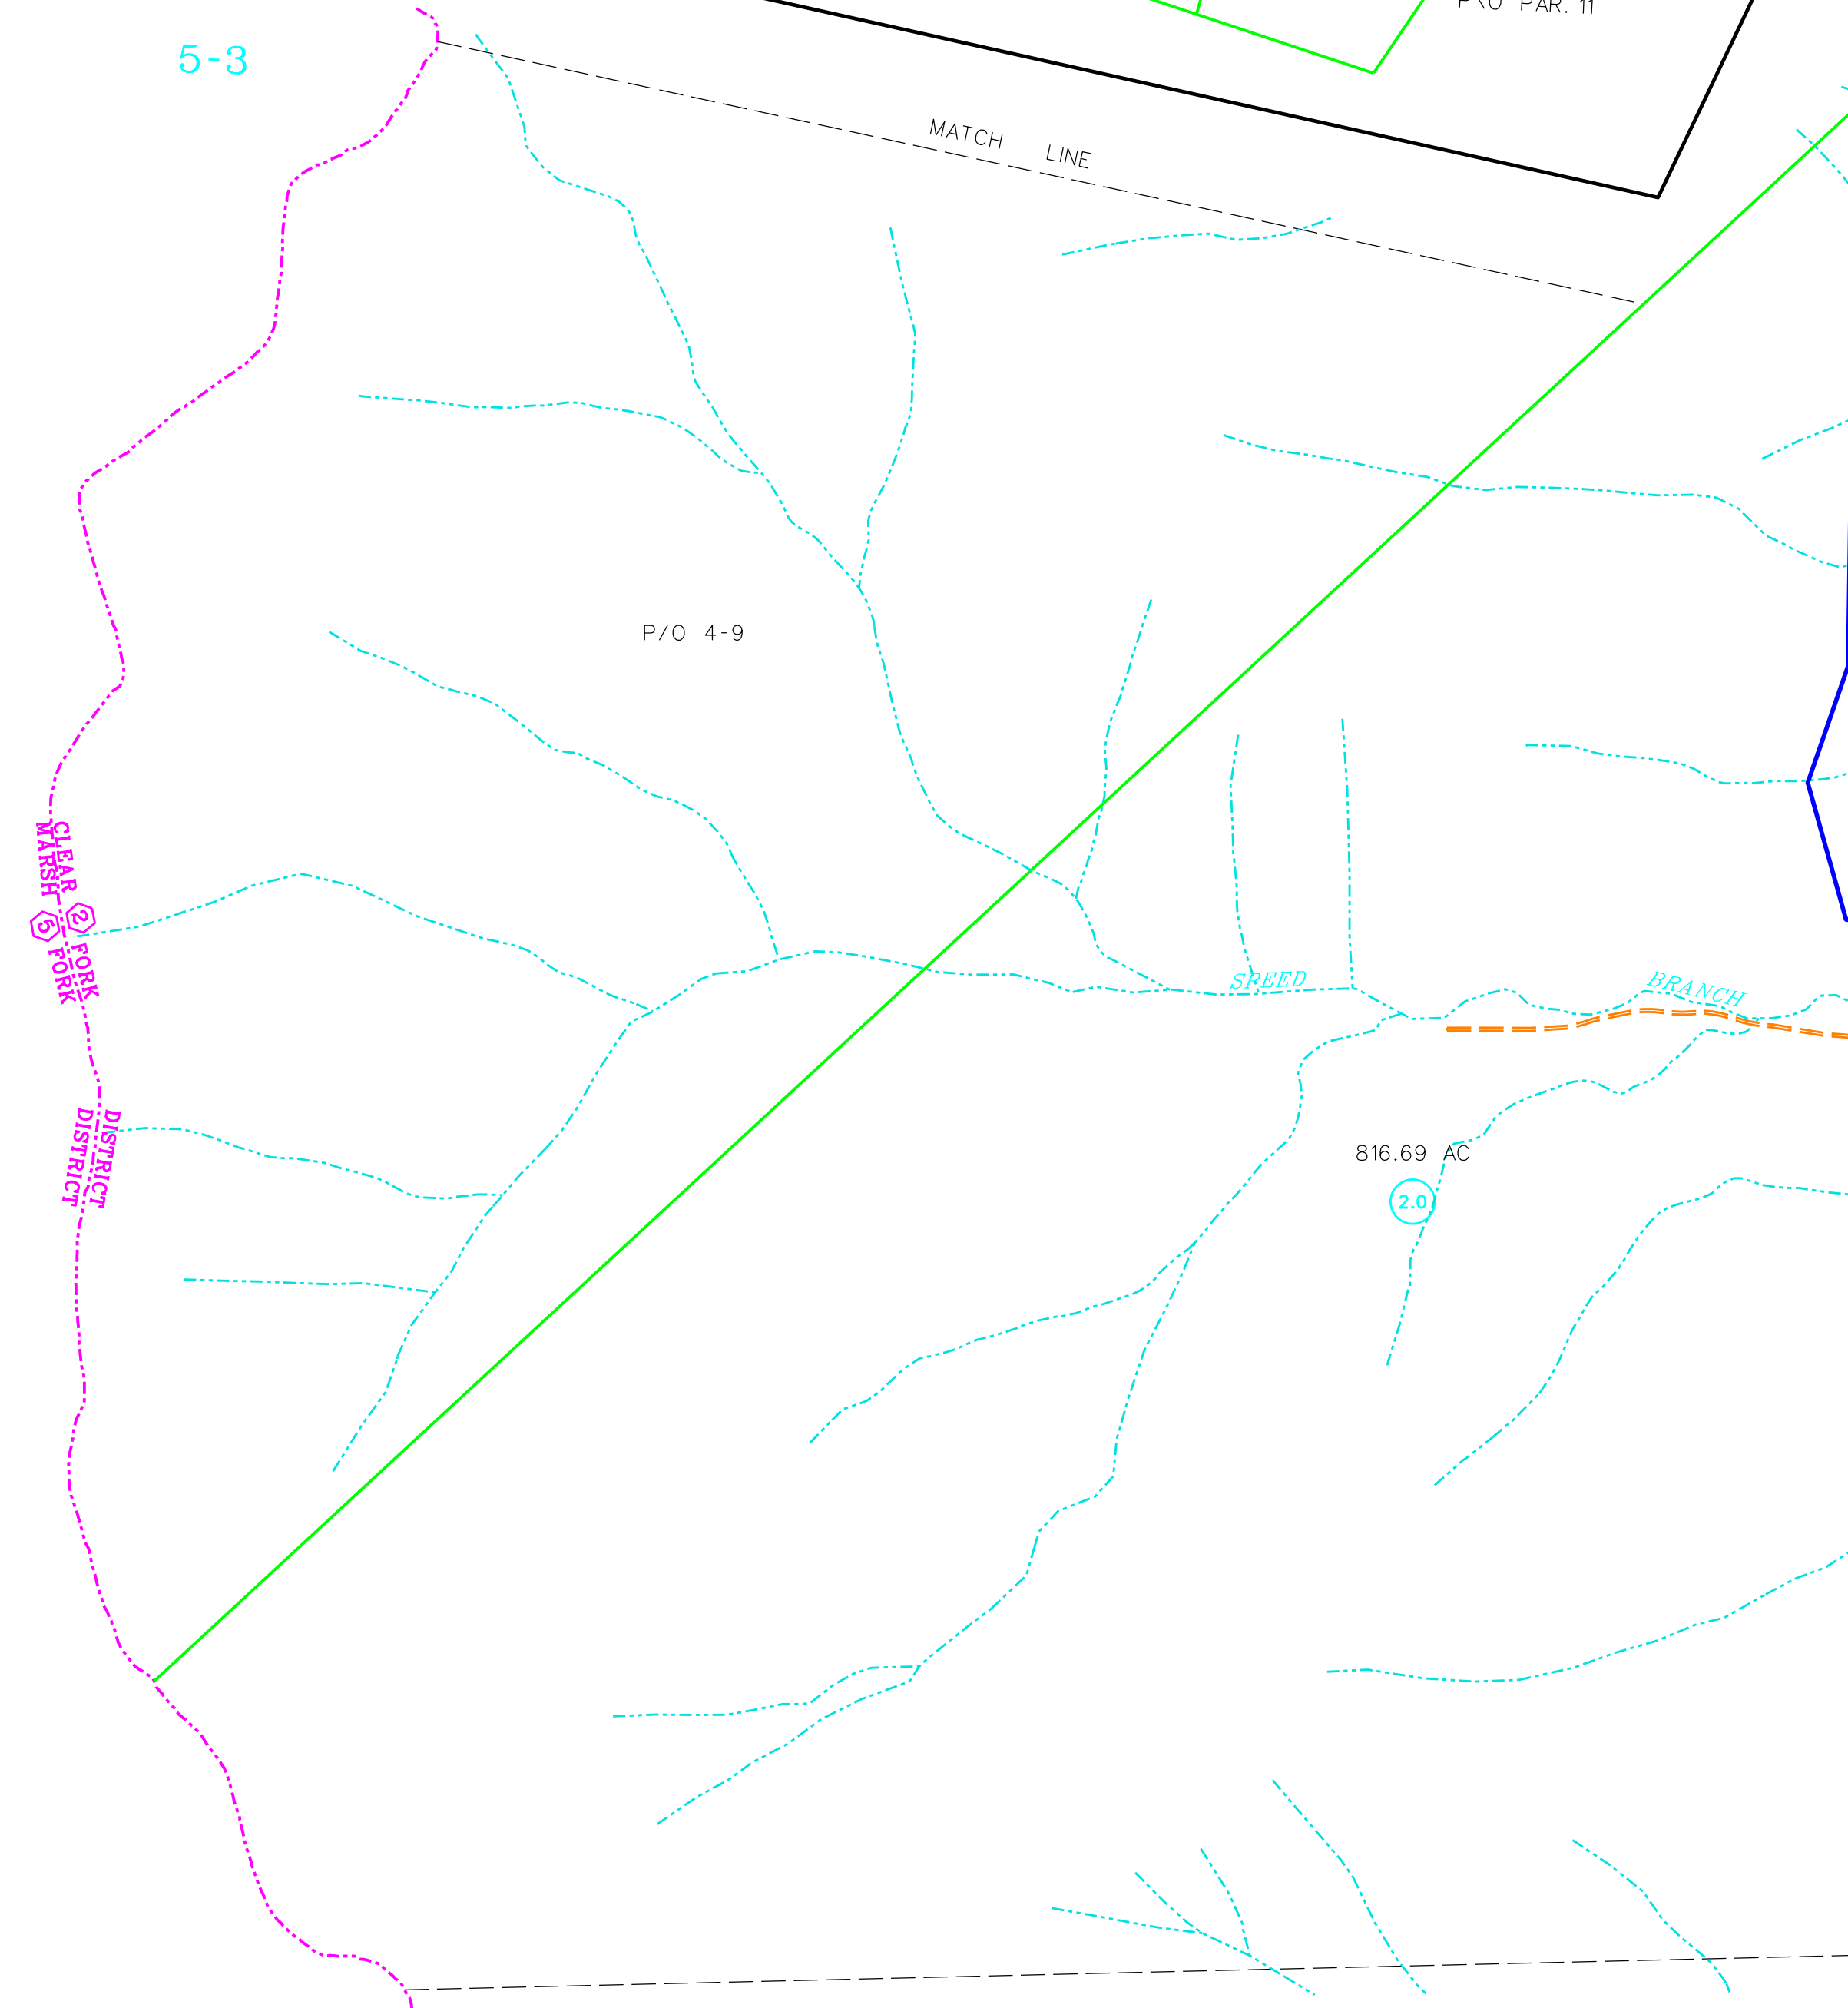 P/O PAR. 11
5-3
MATCH LINE
P/O 4-9
CLEAR 2 FORK
MARSH 5 FORK
SPEED BRANCH
DISTRICT
DISTRICT
816.69 AC
2.0